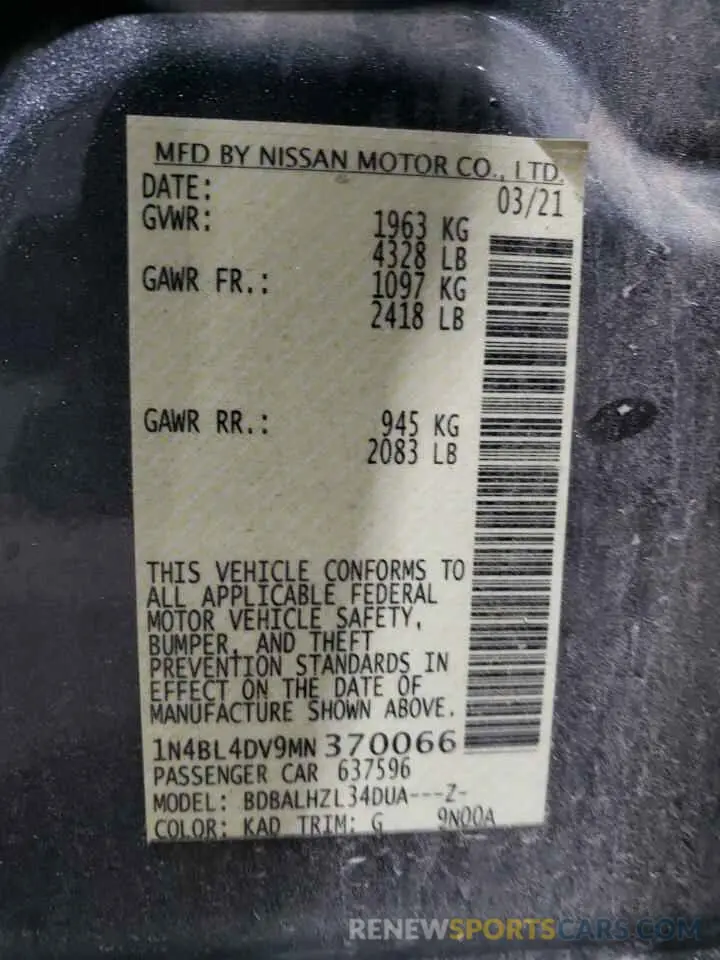 MFD BY NISSAN MOTOR CO., LTD.
DATE: 03/21
GVWR: 1963 KG
4328 LB
GAWR FR.: 1097 KG
2418 LB
GAWR RR.: 945 KG
2083 LB
THIS VEHICLE CONFORMS TO
ALL APPLICABLE FEDERAL
MOTOR VEHICLE SAFETY,
BUMPER, AND THEFT
PREVENTION STANDARDS IN
EFFECT ON THE DATE OF
MANUFACTURE SHOWN ABOVE.
1N4BL4DV9MN 370066
PASSENGER CAR 637596
MODEL: BDBALHZL34DUA---Z-
COLOR: KAD TRIM: G 9N00A
RENEWSPORTSCARS.COM